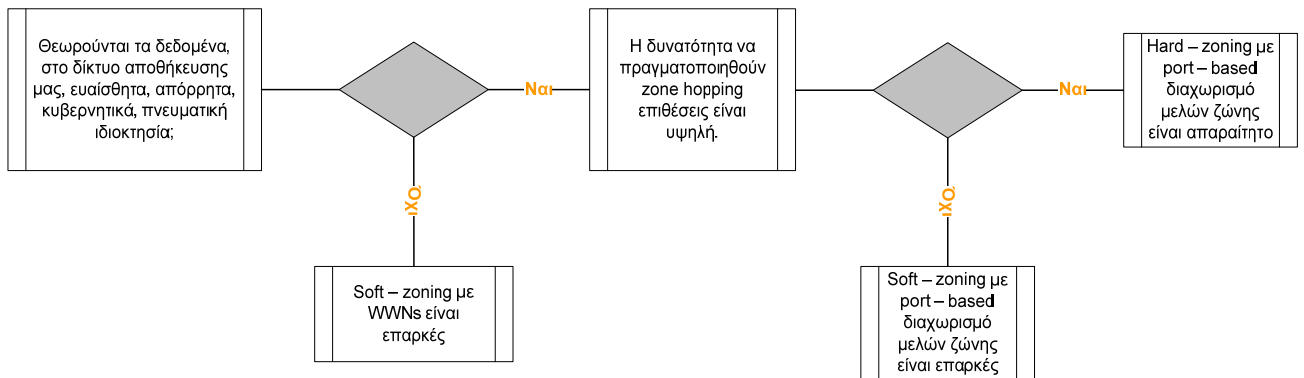 Θεωρούνται τα δεδομένα,
στο δίκτυο αποθήκευσης
μας, ευαίσθητα, απόρρητα,
κυβερνητικά, πνευματική
ιδιοκτησία;
Ναι
Η δυνατότητα να
πραγματοποιηθούν
zone hopping
επιθέσεις είναι
υψηλή.
Ναι
Hard – zoning με
port – based
διαχωρισμό
μελών ζώνης
είναι απαραίτητο
Όχι
Όχι
Soft – zoning με
WWNs είναι
επαρκές
Soft – zoning με
port – based
διαχωρισμό
μελών ζώνης
είναι επαρκές